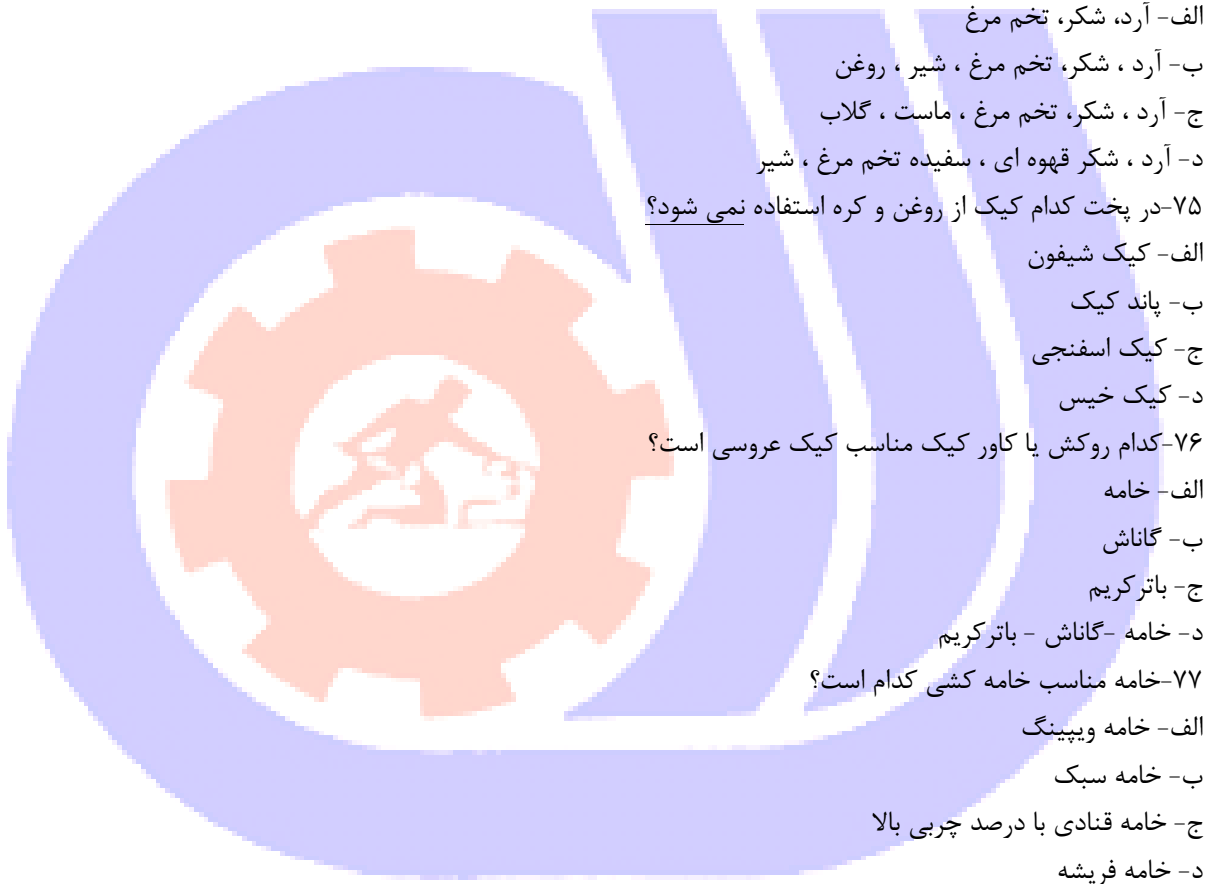 الف- آرد، شکر، تخم مرغ
ب- آرد ، شکر، تخم مرغ ، شیر ، روغن
ج- آرد ، شکر، تخم مرغ ، ماست ، گلاب
د- آرد ، شکر قهوه ای ، سفیده تخم مرغ ، شیر
۷۵-در پخت کدام کیک از روغن و کره استفاده نمی شود؟
الف- کیک شیفون
ب- پاند کیک
ج- کیک اسفنجی
د- کیک خیس
۷۶-کدام روکش یا کاور کیک مناسب کیک عروسی است؟
الف- خامه
ب- گاناش
ج- باترکریم
د- خامه -گاناش - باترکریم
۷۷-خامه مناسب خامه کشی کدام است؟
الف- خامه ویپینگ
ب- خامه سبک
ج- خامه قنادی با درصد چربی بالا
د- خامه فریشه